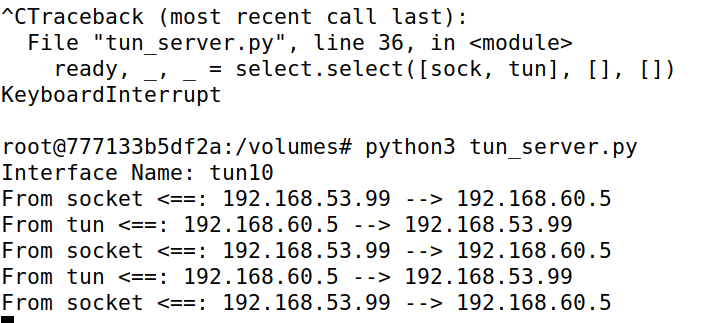 ^CTraceback (most recent call last):
  File "tun_server.py", line 36, in <module>
    ready, _, _ = select.select([sock, tun], [], [])
KeyboardInterrupt

root@777133b5df2a:/volumes# python3 tun_server.py
Interface Name: tun10
From socket <==: 192.168.53.99 --> 192.168.60.5
From tun <==: 192.168.60.5 --> 192.168.53.99
From socket <==: 192.168.53.99 --> 192.168.60.5
From tun <==: 192.168.60.5 --> 192.168.53.99
From socket <==: 192.168.53.99 --> 192.168.60.5